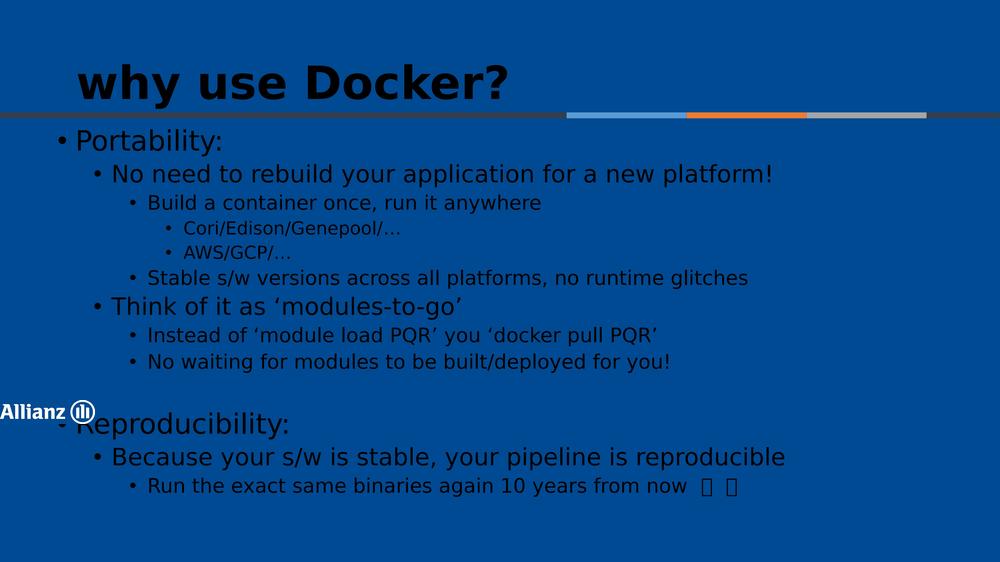 why use Docker?
• Portability:
• No need to rebuild your application for a new platform!
• Build a container once, run it anywhere
• Cori/Edison/Genepool/…
• AWS/GCP/…
• Stable s/w versions across all platforms, no runtime glitches
• Think of it as ‘modules-to-go’
• Instead of ‘module load PQR’ you ‘docker pull PQR’
• No waiting for modules to be built/deployed for you!
Allianz
• Reproducibility:
• Because your s/w is stable, your pipeline is reproducible
• Run the exact same binaries again 10 years from now